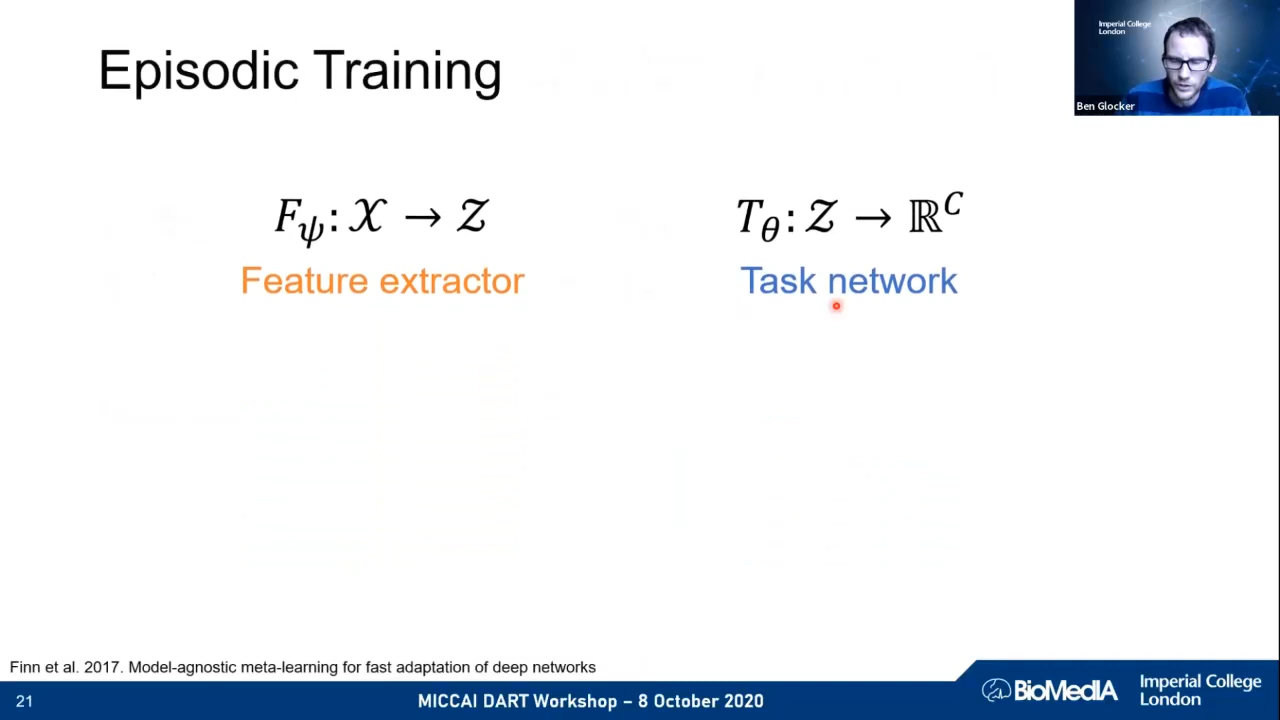 Episodic Training
Imperial College
London
Ben Glocker
F_ψ: 𝒳 → 𝒵
T_θ: 𝒵 → ℝ^C
Feature extractor
Task network
Finn et al. 2017. Model-agnostic meta-learning for fast adaptation of deep networks
21
MICCAI DART Workshop – 8 October 2020
BioMedIA
Imperial College
London